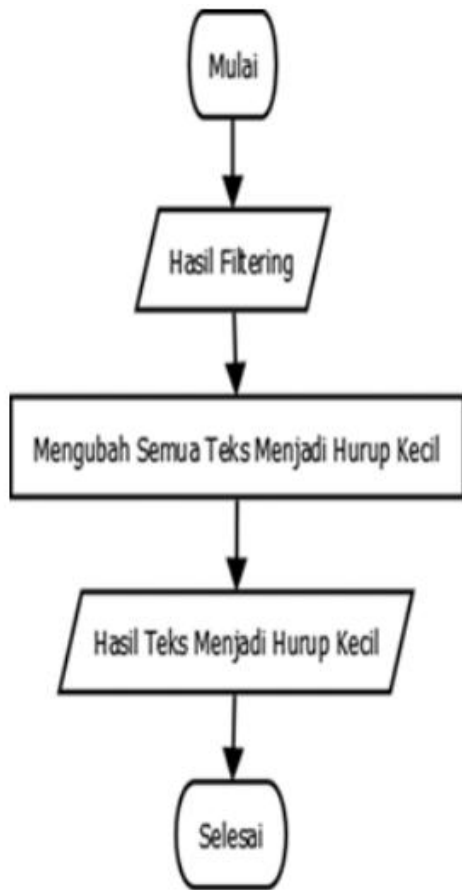 Mulai
Hasil Filtering
Mengubah Semua Teks Menjadi Hurup Kecil
Hasil Teks Menjadi Hurup Kecil
Selesai